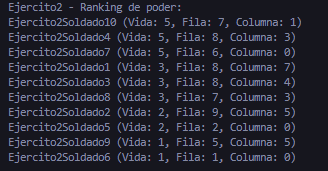 Ejercito2 - Ranking de poder:
Ejercito2Soldado10 (Vida: 5, Fila: 7, Columna: 1)
Ejercito2Soldado4 (Vida: 5, Fila: 8, Columna: 3)
Ejercito2Soldado7 (Vida: 5, Fila: 6, Columna: 0)
Ejercito2Soldado1 (Vida: 3, Fila: 8, Columna: 7)
Ejercito2Soldado3 (Vida: 3, Fila: 8, Columna: 4)
Ejercito2Soldado8 (Vida: 3, Fila: 7, Columna: 3)
Ejercito2Soldado2 (Vida: 2, Fila: 9, Columna: 5)
Ejercito2Soldado5 (Vida: 2, Fila: 2, Columna: 0)
Ejercito2Soldado9 (Vida: 1, Fila: 5, Columna: 5)
Ejercito2Soldado6 (Vida: 1, Fila: 1, Columna: 0)